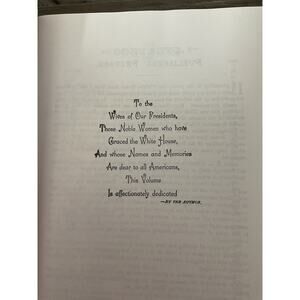 To the
Wives of Our Presidents,
Those Noble Women who have
Graced the White House,
And whose Names and Memories
Are dear to all Americans,
This Volume
Is affectionately dedicated
—BY THE AUTHOR.